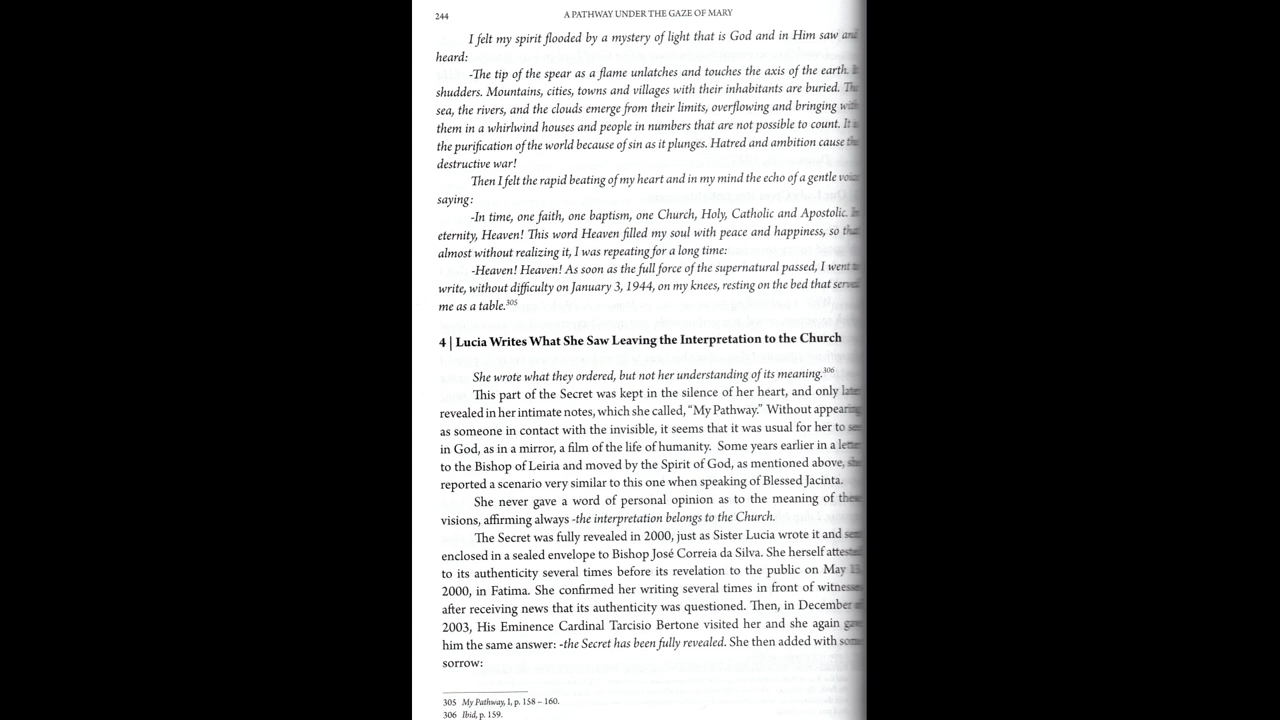 244
A PATHWAY UNDER THE GAZE OF MARY
I felt my spirit flooded by a mystery of light that is God and in Him saw and
heard:
-The tip of the spear as a flame unlatches and touches the axis of the earth. It
shudders. Mountains, cities, towns and villages with their inhabitants are buried. The
sea, the rivers, and the clouds emerge from their limits, overflowing and bringing with
them in a whirlwind houses and people in numbers that are not possible to count. It is
the purification of the world because of sin as it plunges. Hatred and ambition cause the
destructive war!
Then I felt the rapid beating of my heart and in my mind the echo of a gentle voice
saying:
-In time, one faith, one baptism, one Church, Holy, Catholic and Apostolic. In
eternity, Heaven! This word Heaven filled my soul with peace and happiness, so that
almost without realizing it, I was repeating for a long time:
-Heaven! Heaven! As soon as the full force of the supernatural passed, I went to
write, without difficulty on January 3, 1944, on my knees, resting on the bed that serves
me as a table.305
4 | Lucia Writes What She Saw Leaving the Interpretation to the Church
She wrote what they ordered, but not her understanding of its meaning.306
This part of the Secret was kept in the silence of her heart, and only later
revealed in her intimate notes, which she called, “My Pathway.” Without appearing
as someone in contact with the invisible, it seems that it was usual for her to see
in God, as in a mirror, a film of the life of humanity. Some years earlier in a letter
to the Bishop of Leiria and moved by the Spirit of God, as mentioned above, she
reported a scenario very similar to this one when speaking of Blessed Jacinta.
She never gave a word of personal opinion as to the meaning of these
visions, affirming always -the interpretation belongs to the Church.
The Secret was fully revealed in 2000, just as Sister Lucia wrote it and sent
enclosed in a sealed envelope to Bishop José Correia da Silva. She herself attested
to its authenticity several times before its revelation to the public on May 13,
2000, in Fatima. She confirmed her writing several times in front of witnesses
after receiving news that its authenticity was questioned. Then, in December of
2003, His Eminence Cardinal Tarcisio Bertone visited her and she again gave
him the same answer: -the Secret has been fully revealed. She then added with some
sorrow:
305 My Pathway, I, p. 158 – 160.
306 Ibid, p. 159.